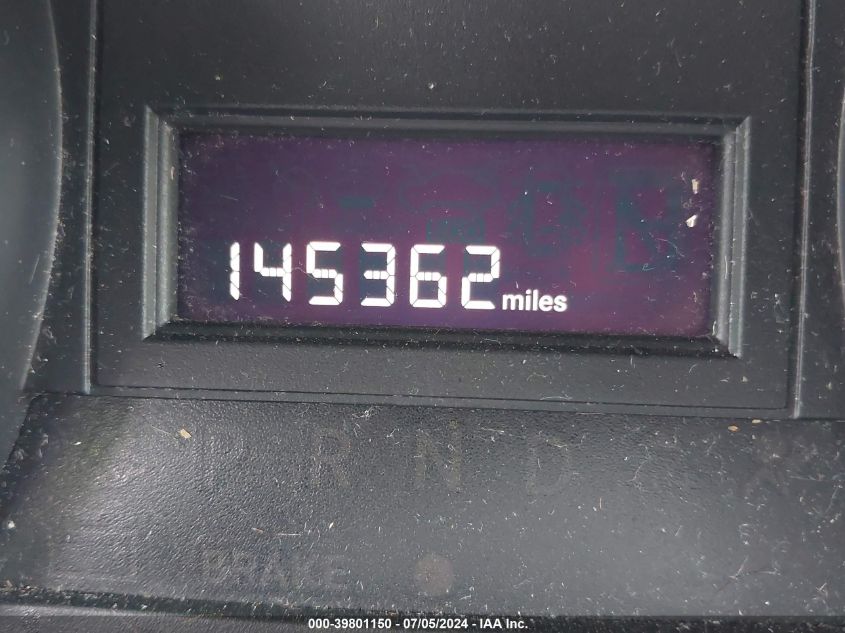 145362 miles
P R N D X
BRAKE
000-39801150 - 07/05/2024 - IAA Inc.